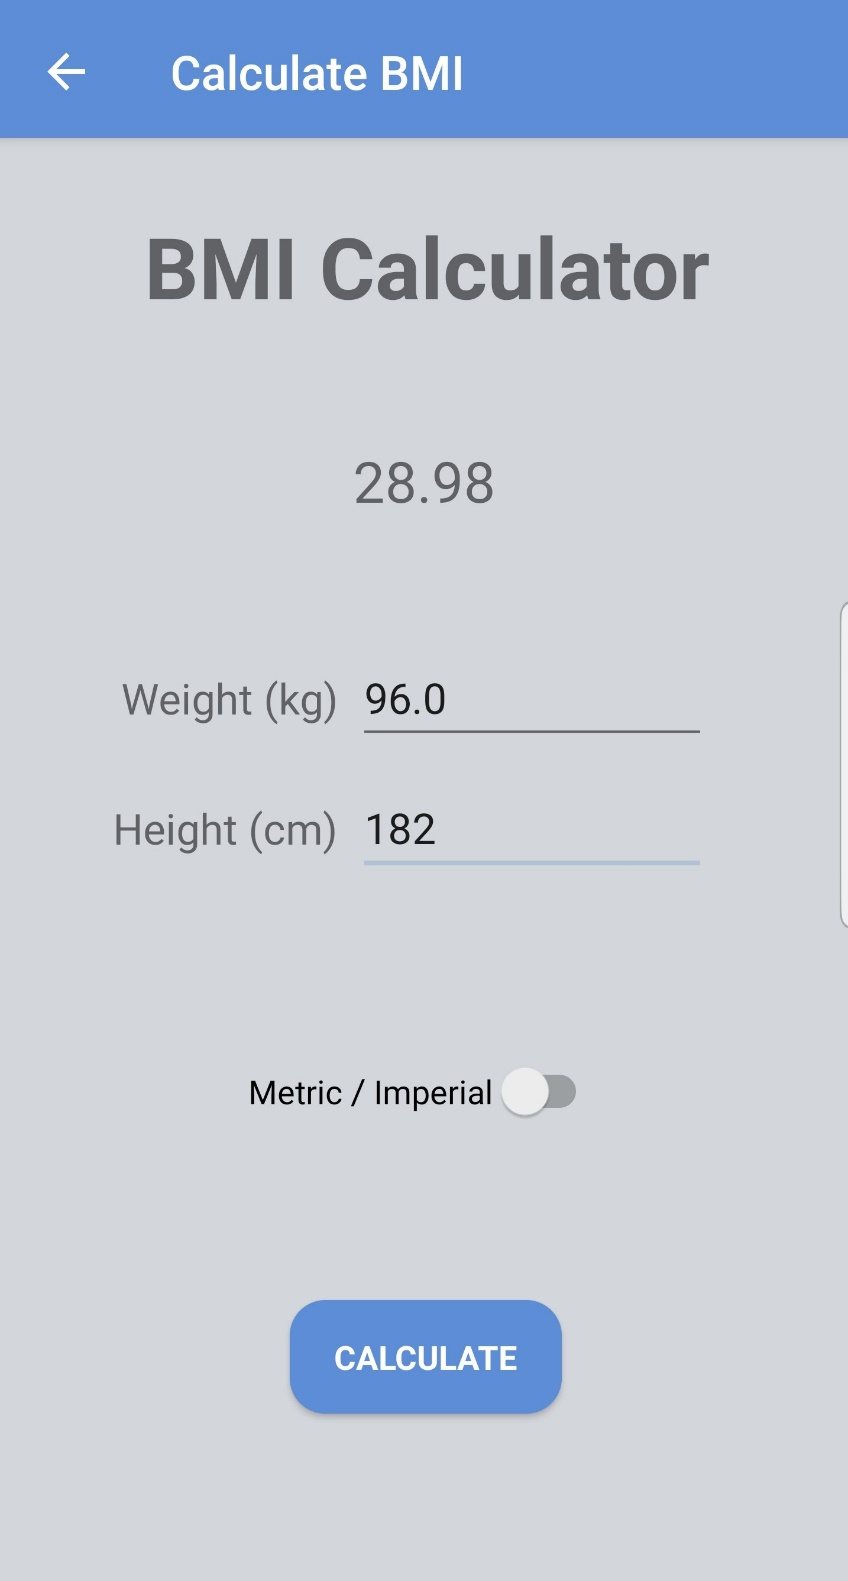 Calculate BMI
BMI Calculator
28.98
Weight (kg) 96.0
Height (cm) 182
Metric / Imperial
CALCULATE